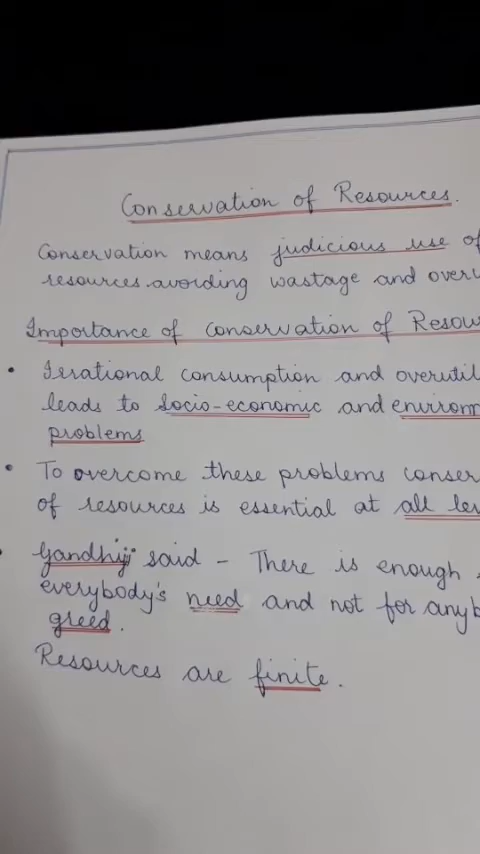 Conservation of Resources.
Conservation means judicious use of
resources avoiding wastage and over
Importance of conservation of Resou
• Irrational consumption and overutil
leads to Socio-economic and environ
problems
• To overcome these problems conser
of resources is essential at all le
Gandhiji said - There is enough
everybody's need and not for anyb
greed.
Resources are finite.